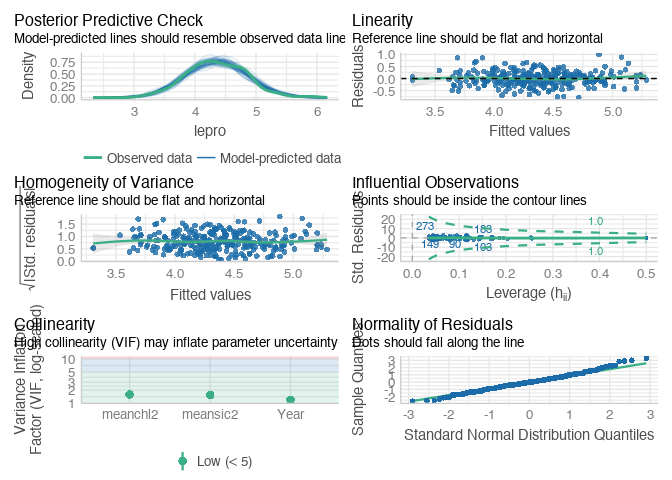 Posterior Predictive Check
Model-predicted lines should resemble observed data line
Density
0.75
0.50
0.25
0.00
3
4
5
6
lepro
Observed data
Model-predicted data
Linearity
Reference line should be flat and horizontal
Residuals
1.0
0.5
0.0
-0.5
3.5
4.0
4.5
5.0
Fitted values
Homogeneity of Variance
Reference line should be flat and horizontal
√|Std. residuals|
1.5
1.0
0.5
0.0
3.5
4.0
4.5
5.0
Fitted values
Influential Observations
Points should be inside the contour lines
Std. Residuals
20
10
0
-10
-20
273
188
149
90
193
1.0
1.0
0.0
0.1
0.2
0.3
0.4
0.5
Leverage (hii)
Collinearity
High collinearity (VIF) may inflate parameter uncertainty
Variance Inflation
Factor (VIF, log-scaled)
10
5
3
2
1
meanchl2
meansic2
Year
Low (< 5)
Normality of Residuals
Dots should fall along the line
Sample Quantiles
3
2
1
0
-1
-2
-3
-2
-1
0
1
2
3
Standard Normal Distribution Quantiles